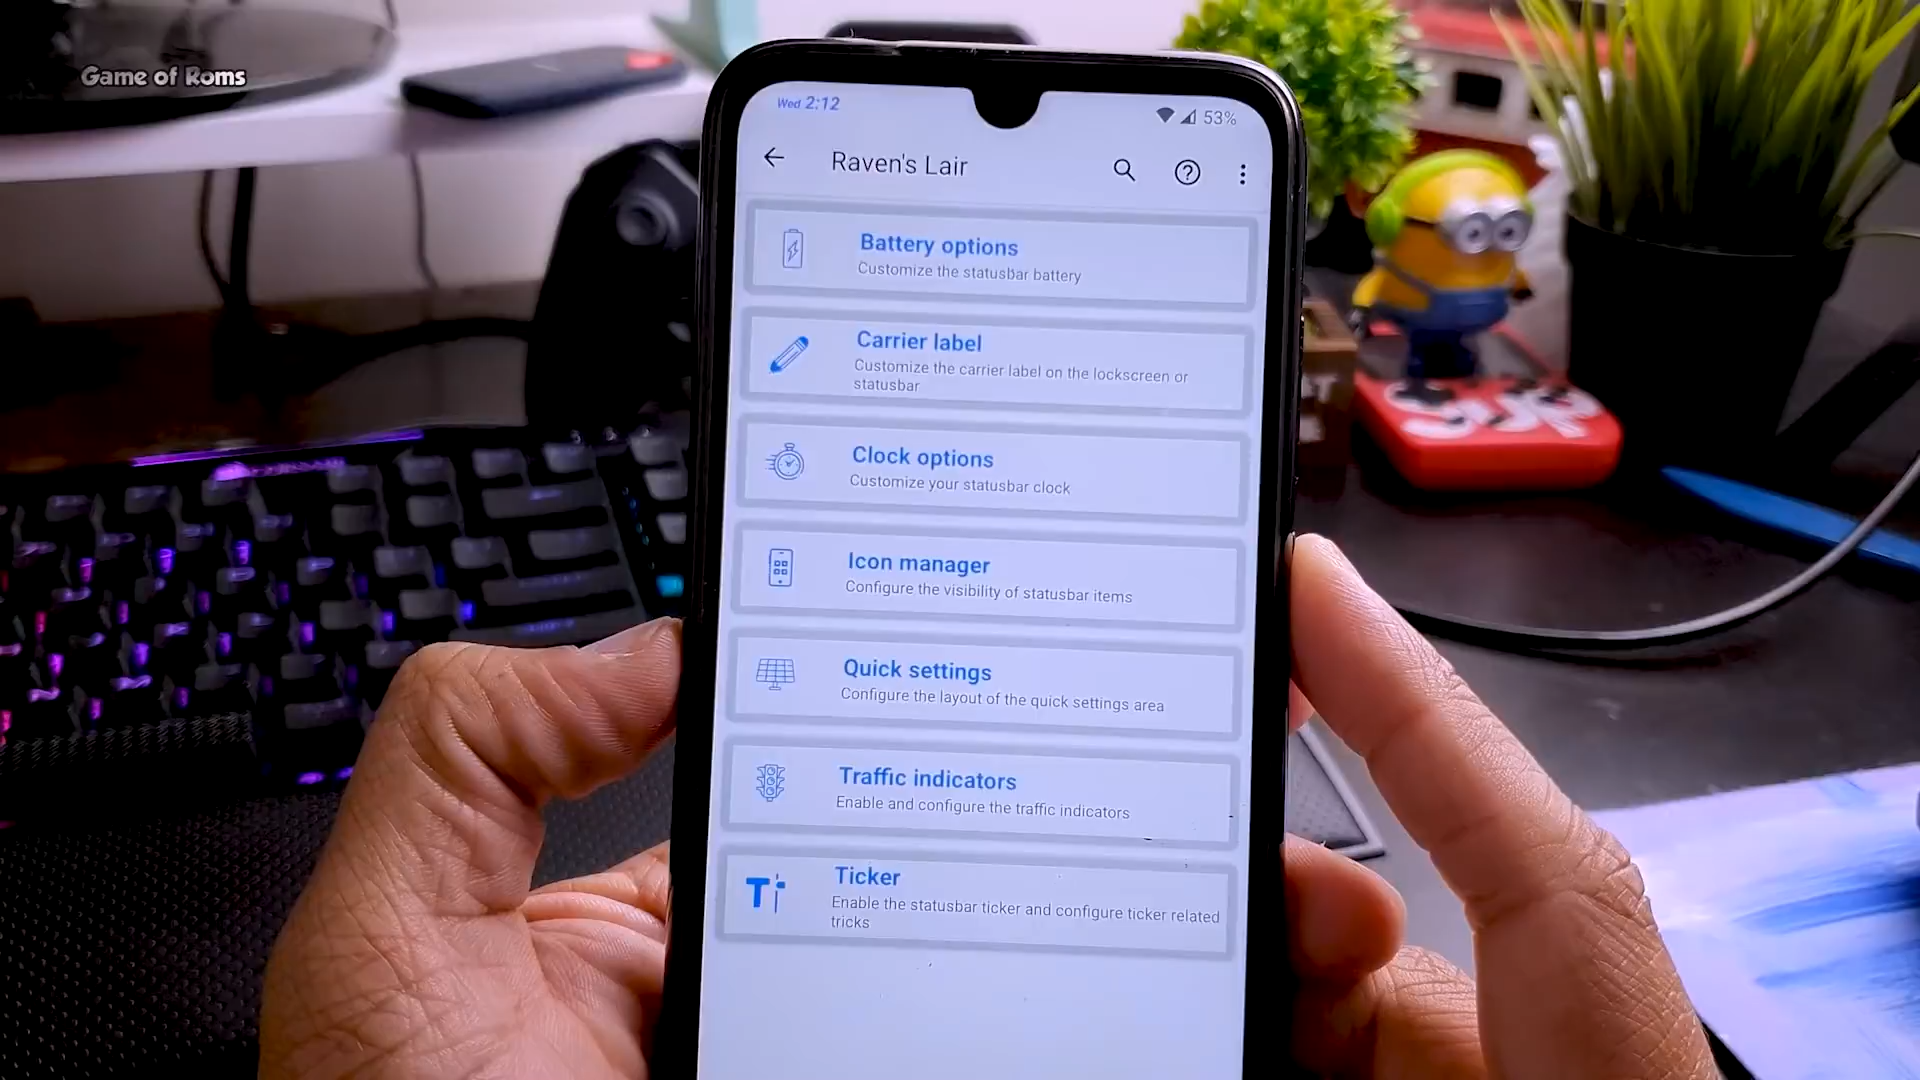 Game of Roms
Wed 2:12
53%
Raven's Lair
Battery options
Customize the statusbar battery
Carrier label
Customize the carrier label on the lockscreen or
statusbar
Clock options
Customize your statusbar clock
Icon manager
Configure the visibility of statusbar items
Quick settings
Configure the layout of the quick settings area
Traffic indicators
Enable and configure the traffic indicators
Ticker
Enable the statusbar ticker and configure ticker related
tricks